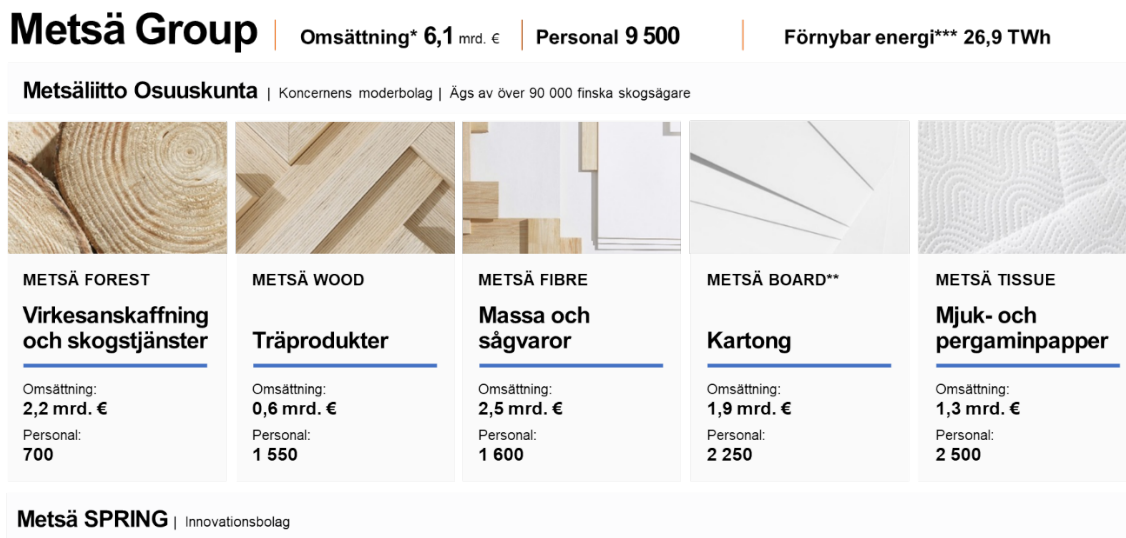 Metsä Group | Omsättning* 6,1 mrd. € | Personal 9 500 | Förnybar energi*** 26,9 TWh
Metsäliitto Osuuskunta | Koncernens moderbolag | Ägs av över 90 000 finska skogsägare
METSÄ FOREST
Virkesanskaffning
och skogstjänster
Omsättning:
2,2 mrd. €
Personal:
700
METSÄ WOOD
Träprodukter
Omsättning:
0,6 mrd. €
Personal:
1 550
METSÄ FIBRE
Massa och
sågvaror
Omsättning:
2,5 mrd. €
Personal:
1 600
METSÄ BOARD**
Kartong
Omsättning:
1,9 mrd. €
Personal:
2 250
METSÄ TISSUE
Mjuk- och
pergaminpapper
Omsättning:
1,3 mrd. €
Personal:
2 500
Metsä SPRING | Innovationsbolag